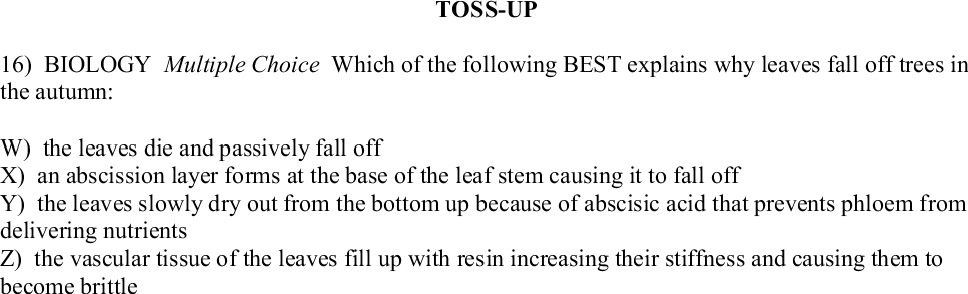 TOSS-UP
16) BIOLOGY Multiple Choice Which of the following BEST explains why leaves fall off trees in
the autumn:
W) the leaves die and passively fall off
X) an abscission layer forms at the base of the leaf stem causing it to fall off
Y) the leaves slowly dry out from the bottom up because of abscisic acid that prevents phloem from
delivering nutrients
Z) the vascular tissue of the leaves fill up with resin increasing their stiffness and causing them to
become brittle